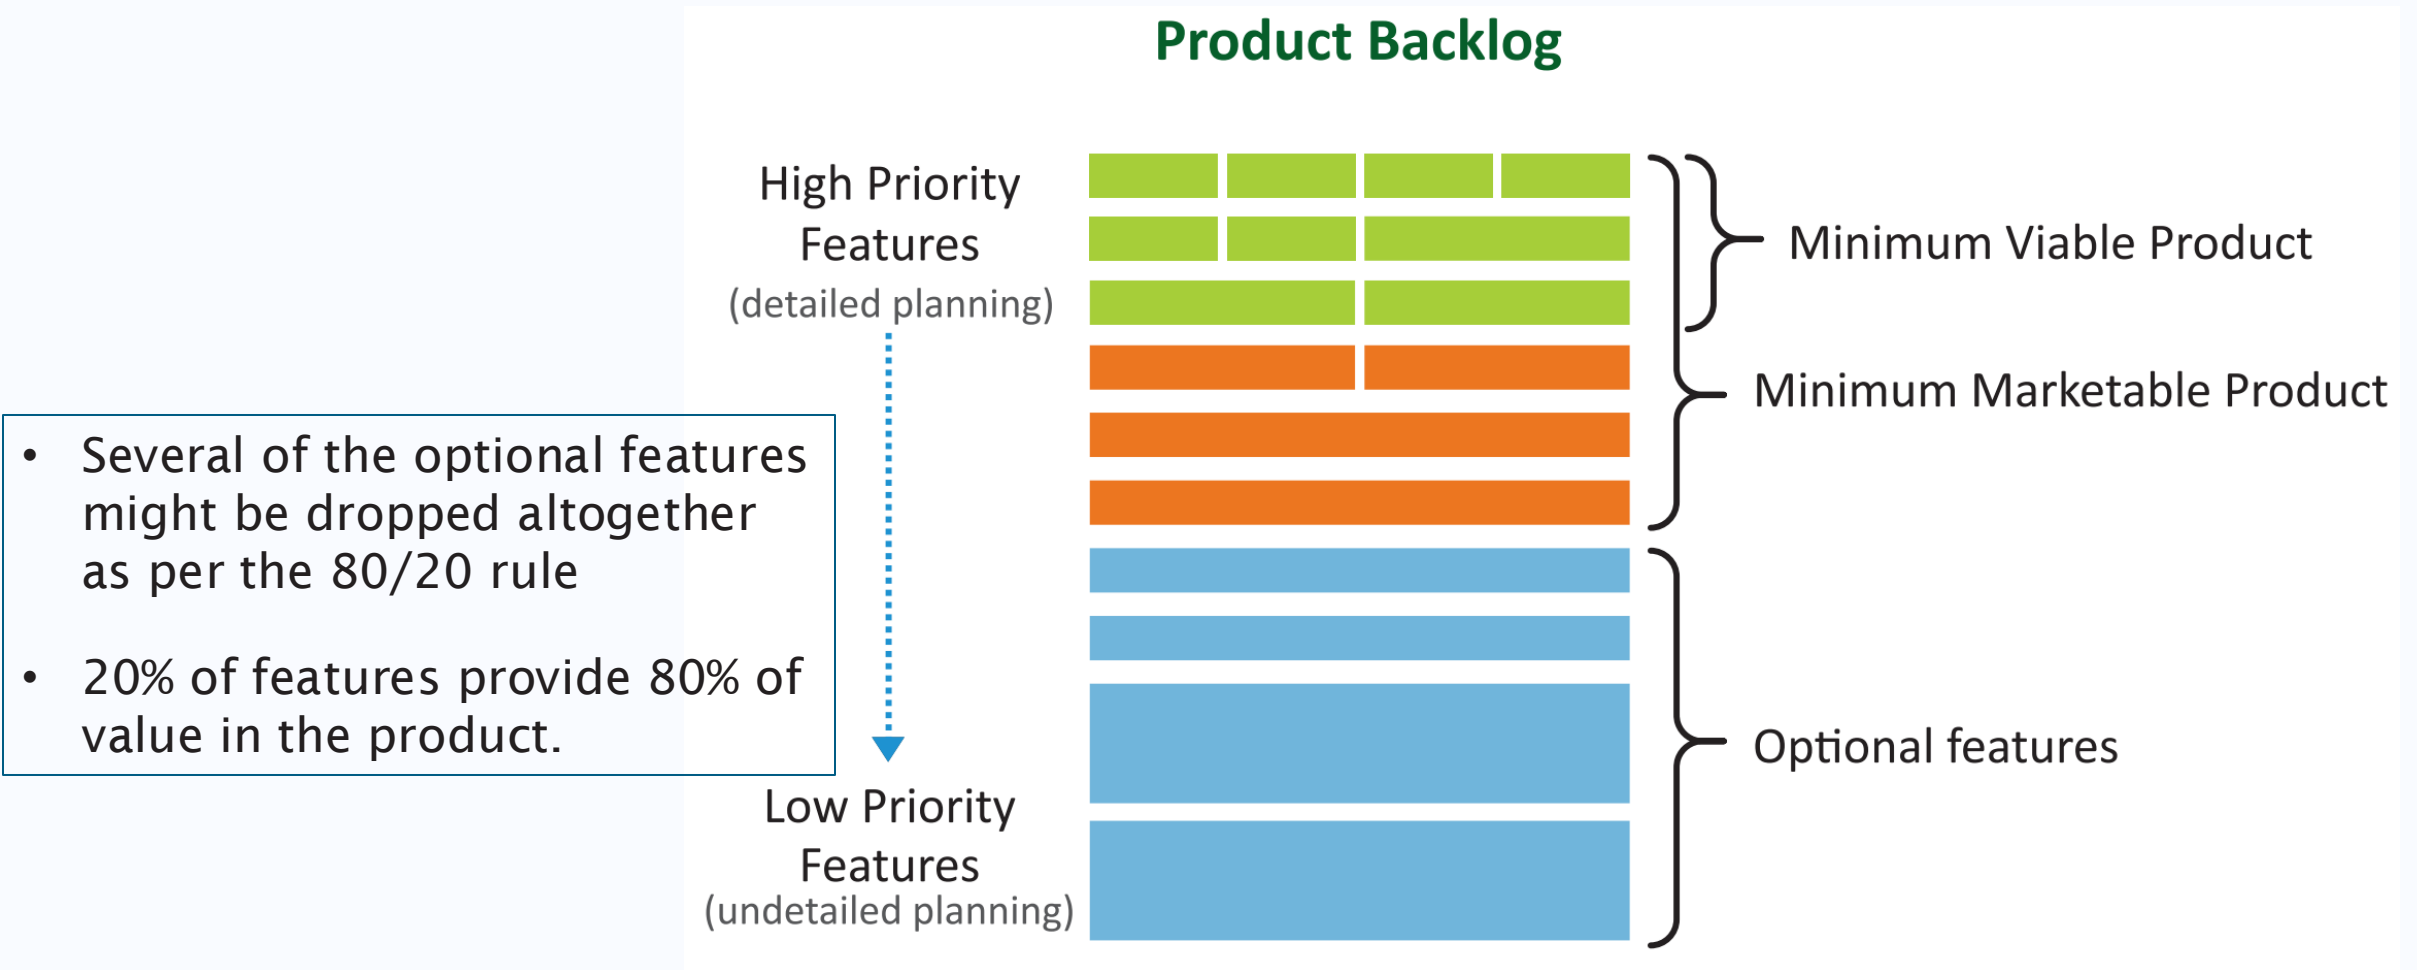 Product Backlog
High Priority
Features
(detailed planning)
Minimum Viable Product
Minimum Marketable Product
• Several of the optional features
might be dropped altogether
as per the 80/20 rule
• 20% of features provide 80% of
value in the product.
Optional features
Low Priority
Features
(undetailed planning)